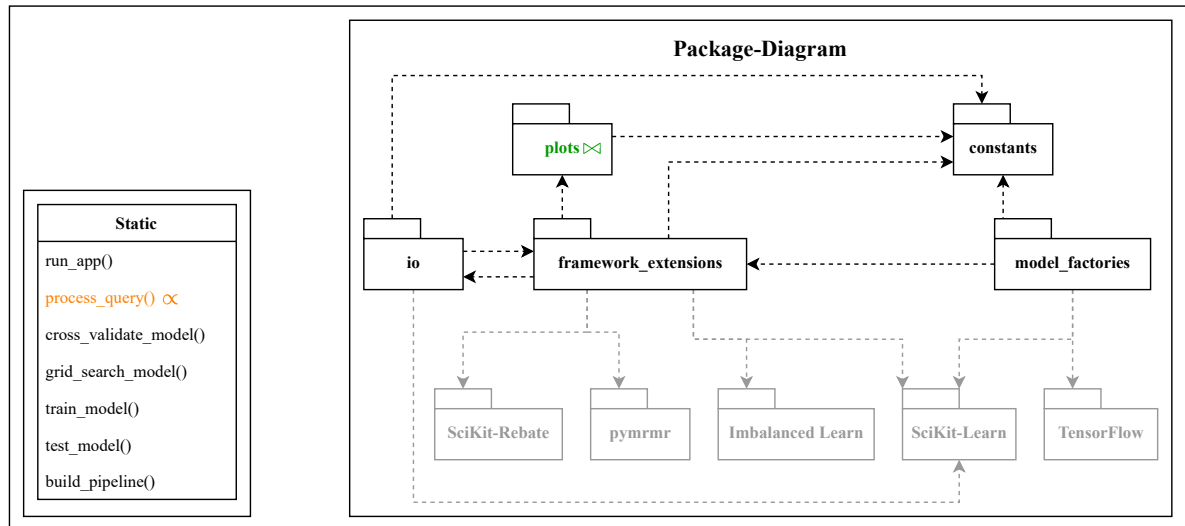 Package-Diagram
plots ⋈
constants
Static
run_app()
process_query() ∝
cross_validate_model()
grid_search_model()
train_model()
test_model()
build_pipeline()
io
framework_extensions
model_factories
SciKit-Rebate
pymrmr
Imbalanced Learn
SciKit-Learn
TensorFlow